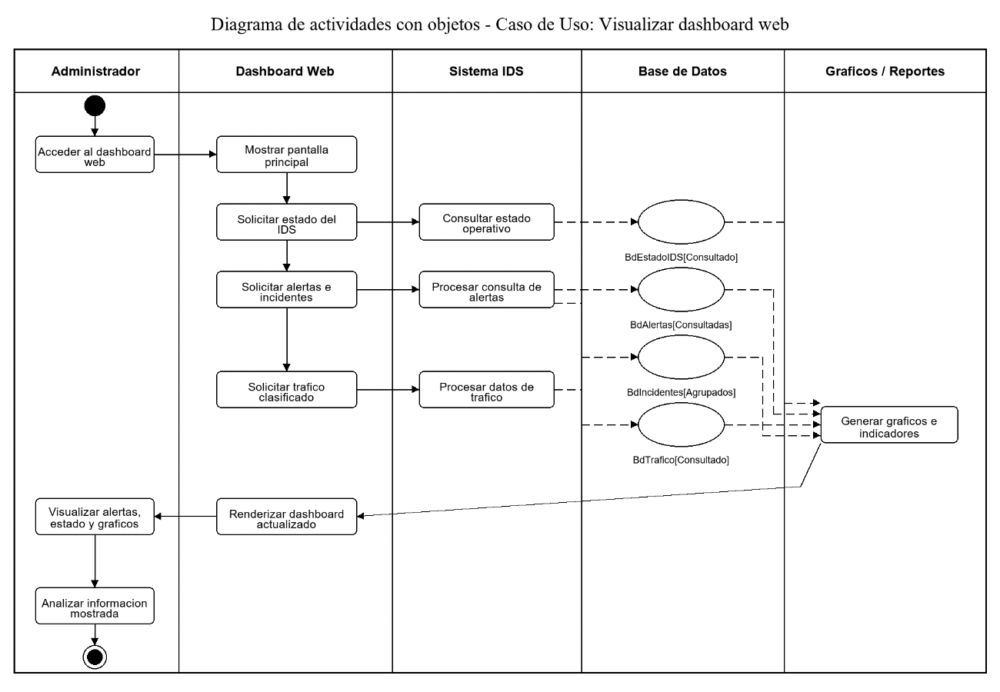 Diagrama de actividades con objetos - Caso de Uso: Visualizar dashboard web
Administrador
Dashboard Web
Sistema IDS
Base de Datos
Graficos / Reportes
Acceder al dashboard
web
Mostrar pantalla
principal
Solicitar estado del
IDS
Consultar estado
operativo
BdEstadoIDS[Consultado]
Solicitar alertas e
incidentes
Procesar consulta de
alertas
BdAlertas[Consultadas]
Solicitar trafico
clasificado
Procesar datos de
trafico
BdIncidentes[Agrupados]
Generar graficos e
indicadores
BdTrafico[Consultado]
Visualizar alertas,
estado y graficos
Renderizar dashboard
actualizado
Analizar informacion
mostrada